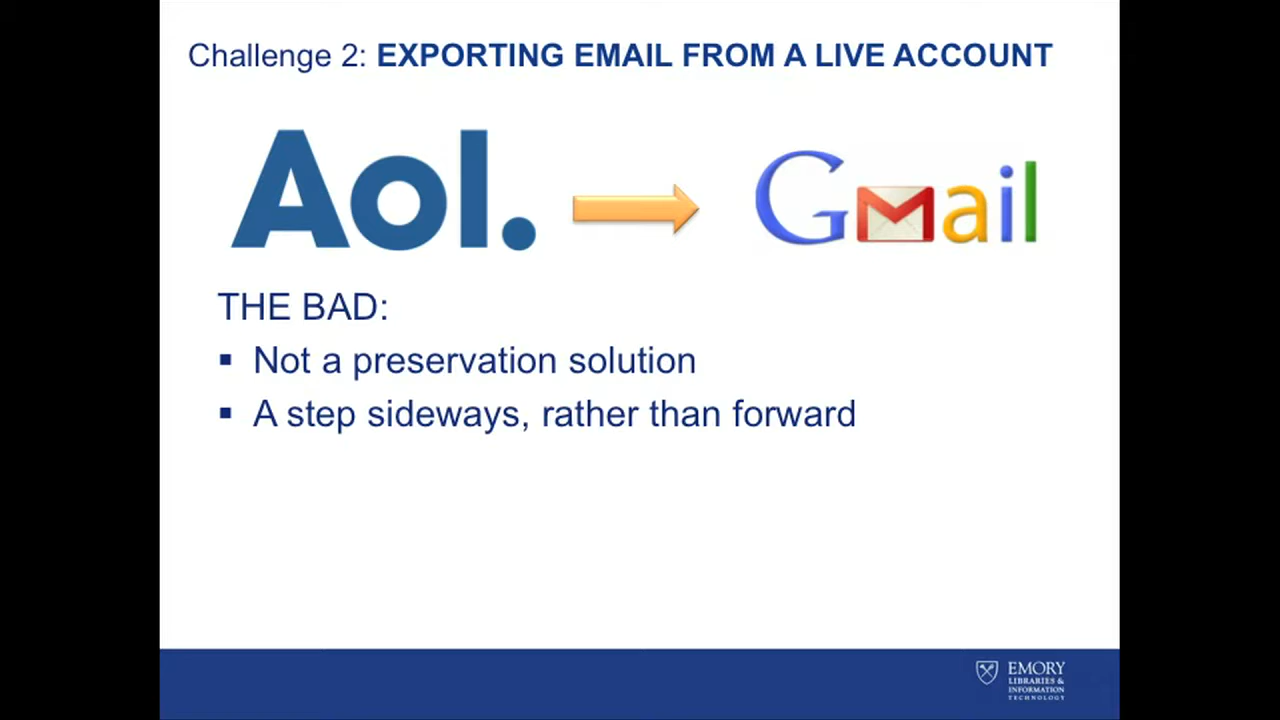 Challenge 2: EXPORTING EMAIL FROM A LIVE ACCOUNT
Aol.
Gmail
THE BAD:
▪ Not a preservation solution
▪ A step sideways, rather than forward
EMORY
LIBRARIES &
INFORMATION
TECHNOLOGY